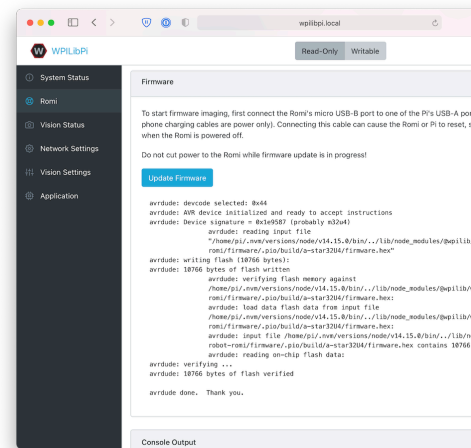 wpilibpi.local
WPILibPi
Read-Only Writable
System Status
Romi
Vision Status
Network Settings
Vision Settings
Application
Firmware
To start firmware imaging, first connect the Romi's micro USB-B port to one of the Pi's USB-A
phone charging cables are power only). Connecting this cable can cause the Romi or Pi to reset,
when the Romi is powered off.
Do not cut power to the Romi while firmware update is in progress!
Update Firmware
avrdude: devcode selected: 0x44
avrdude: AVR device initialized and ready to accept instructions
avrdude: Device signature = 0x1e9587 (probably m32u4)
avrdude: reading input file
"/home/pi/.nvm/versions/node/v14.15.0/bin/../lib/node_modules/@wpilib
romi/firmware/.pio/build/a-star32U4/firmware.hex"
avrdude: writing flash (10766 bytes):
avrdude: 10766 bytes of flash written
avrdude: verifying flash memory against
/home/pi/.nvm/versions/node/v14.15.0/bin/../lib/node_modules/@wpilib/
romi/firmware/.pio/build/a-star32U4/firmware.hex:
avrdude: load data flash data from input file
/home/pi/.nvm/versions/node/v14.15.0/bin/../lib/node_modules/@wpilib/
romi/firmware/.pio/build/a-star32U4/firmware.hex:
avrdude: input file /home/pi/.nvm/versions/node/v14.15.0/bin/../lib/
robot-romi/firmware/.pio/build/a-star32U4/firmware.hex contains 10766
avrdude: reading on-chip flash data:
avrdude: verifying ...
avrdude: 10766 bytes of flash verified
avrdude done. Thank you.
Console Output